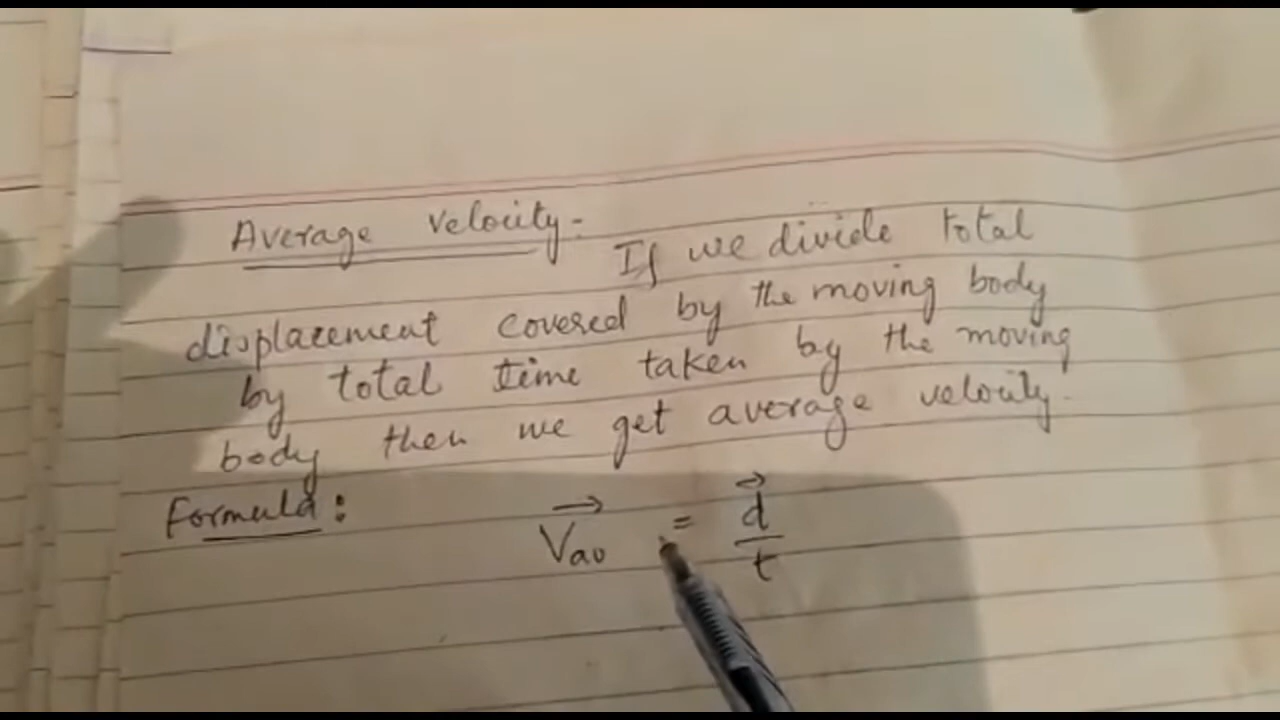 Average velocity:-
If we divide total
displacement covered by the moving body
by total time taken by the moving
body then we get average velocity.
Formula:
V⃗av = d⃗/t